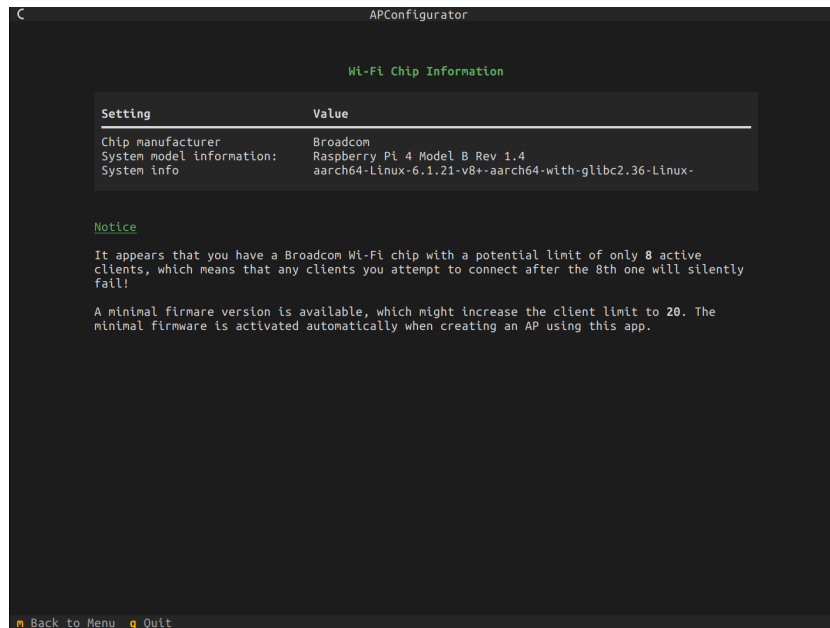 APConfigurator
Wi-Fi Chip Information
Setting Value
Chip manufacturer Broadcom
System model information: Raspberry Pi 4 Model B Rev 1.4
System info aarch64-Linux-6.1.21-v8+-aarch64-with-glibc2.36-Linux-
Notice
It appears that you have a Broadcom Wi-Fi chip with a potential limit of only 8 active
clients, which means that any clients you attempt to connect after the 8th one will silently
fail!
A minimal firmare version is available, which might increase the client limit to 20. The
minimal firmware is activated automatically when creating an AP using this app.
m Back to Menu q Quit